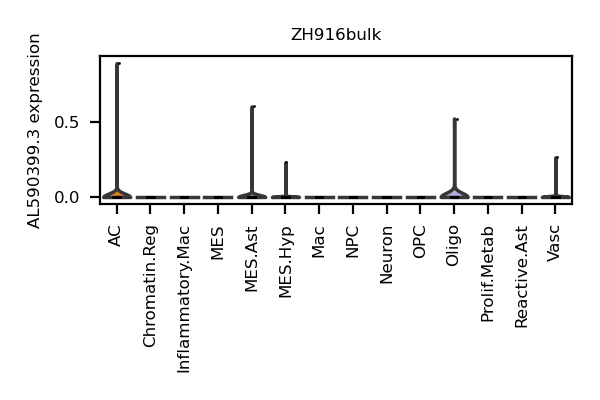 ZH916bulk
AL590399.3 expression
0.5
0.0
AC
Chromatin.Reg
Inflammatory.Mac
MES
MES.Ast
MES.Hyp
Mac
NPC
Neuron
OPC
Oligo
Prolif.Metab
Reactive.Ast
Vasc